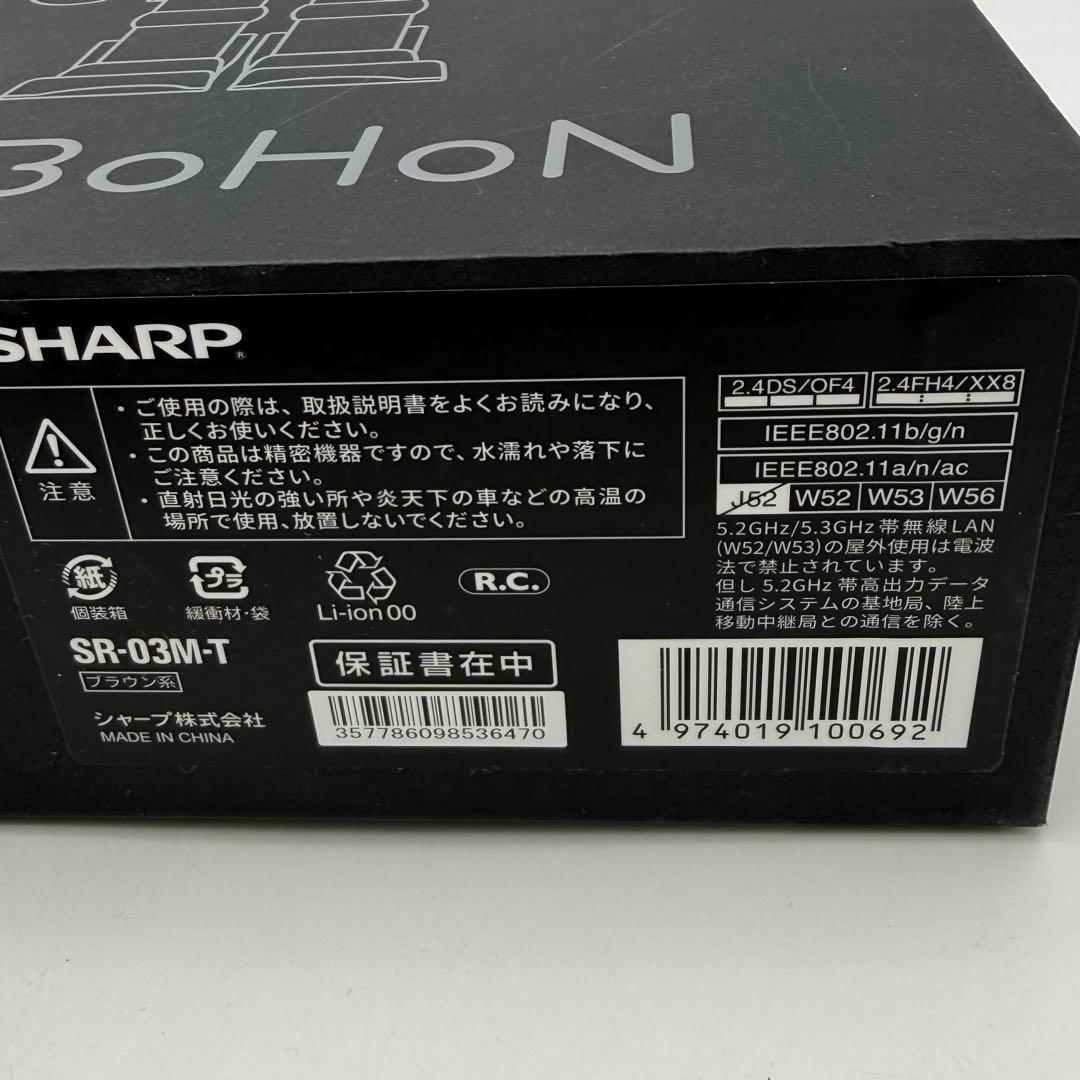 BoHoN
SHARP
注意
・ご使用の際は、取扱説明書をよくお読みになり、
正しくお使いください。
・この商品は精密機器ですので、水濡れや落下に
ご注意ください。
・直射日光の強い所や炎天下の車などの高温の
場所で使用、放置しないでください。
2.4DS/OF4
2.4FH4/XX8
IEEE802.11b/g/n
IEEE802.11a/n/ac
J52 W52 W53 W56
5.2GHz/5.3GHz帯無線LAN
(W52/W53)の屋外使用は電波
法で禁止されています。
但し5.2GHz帯高出力データ
通信システムの基地局、陸上
移動中継局との通信を除く。
紙
個装箱
プラ
緩衝材・袋
Li-ion 00
R.C.
SR-03M-T
ブラウン系
シャープ株式会社
MADE IN CHINA
保証書在中
357786098536470
4 974019 100692